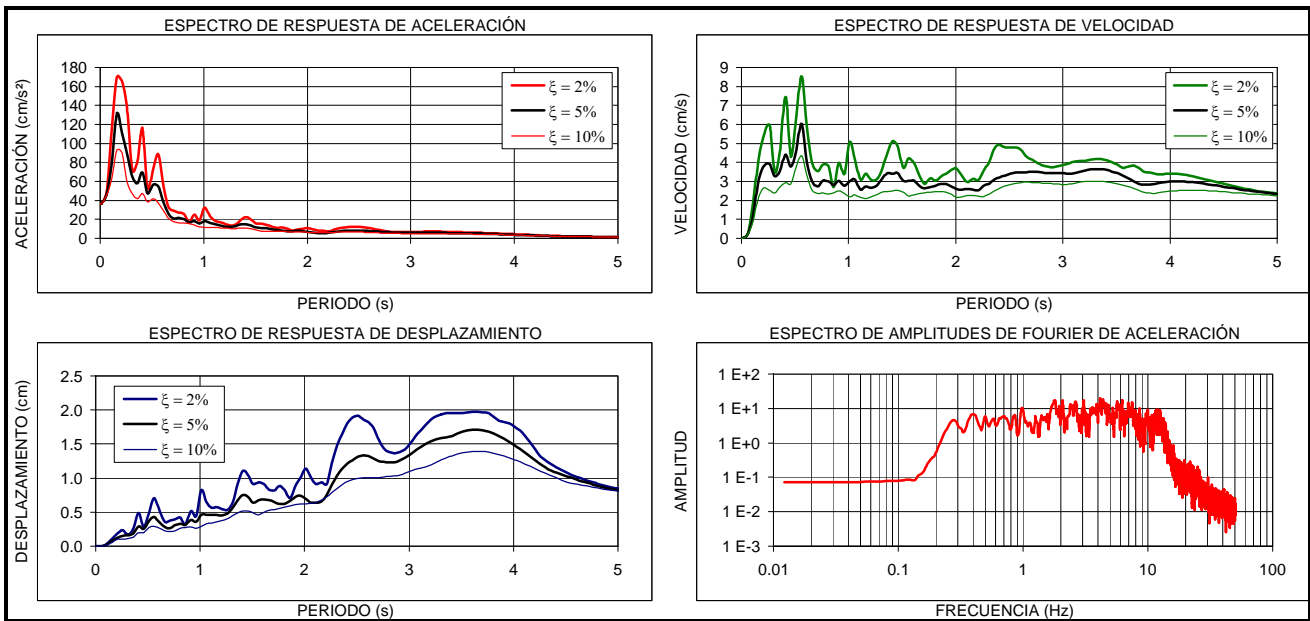 ESPECTRO DE RESPUESTA DE ACELERACIÓN
ACELERACIÓN (cm/s²)
180
160
140
120
100
80
60
40
20
0
ξ = 2%
ξ = 5%
ξ = 10%
0 1 2 3 4 5
PERIODO (s)
ESPECTRO DE RESPUESTA DE VELOCIDAD
VELOCIDAD (cm/s)
9
8
7
6
5
4
3
2
1
0
ξ = 2%
ξ = 5%
ξ = 10%
0 1 2 3 4 5
PERIODO (s)
ESPECTRO DE RESPUESTA DE DESPLAZAMIENTO
DESPLAZAMIENTO (cm)
2.5
2.0
1.5
1.0
0.5
0.0
ξ = 2%
ξ = 5%
ξ = 10%
0 1 2 3 4 5
PERIODO (s)
ESPECTRO DE AMPLITUDES DE FOURIER DE ACELERACIÓN
AMPLITUD
1 E+2
1 E+1
1 E+0
1 E-1
1 E-2
1 E-3
0.01 0.1 1 10 100
FRECUENCIA (Hz)